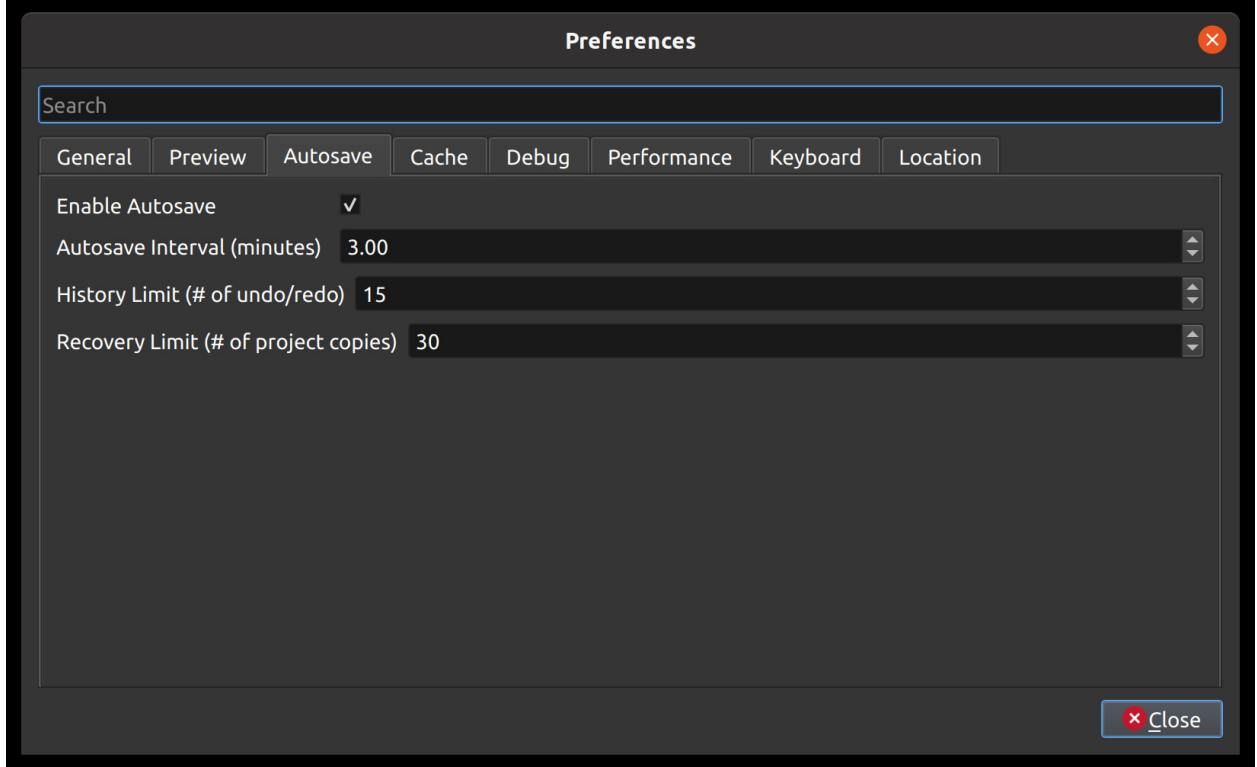 Preferences
Search
General Preview Autosave Cache Debug Performance Keyboard Location
Enable Autosave
Autosave Interval (minutes) 3.00
History Limit (# of undo/redo) 15
Recovery Limit (# of project copies) 30
Close